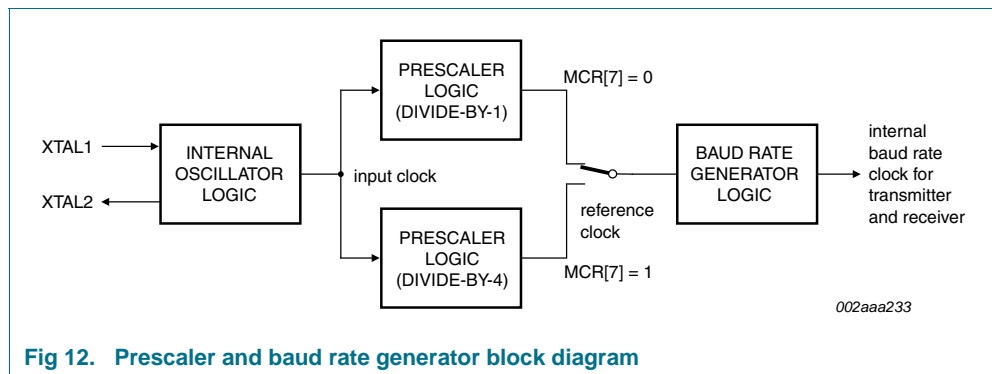 XTAL1
XTAL2
INTERNAL
OSCILLATOR
LOGIC
input clock
PRESCALER
LOGIC
(DIVIDE-BY-1)
MCR[7] = 0
PRESCALER
LOGIC
(DIVIDE-BY-4)
MCR[7] = 1
reference
clock
BAUD RATE
GENERATOR
LOGIC
internal
baud rate
clock for
transmitter
and receiver
002aaa233
Fig 12. Prescaler and baud rate generator block diagram